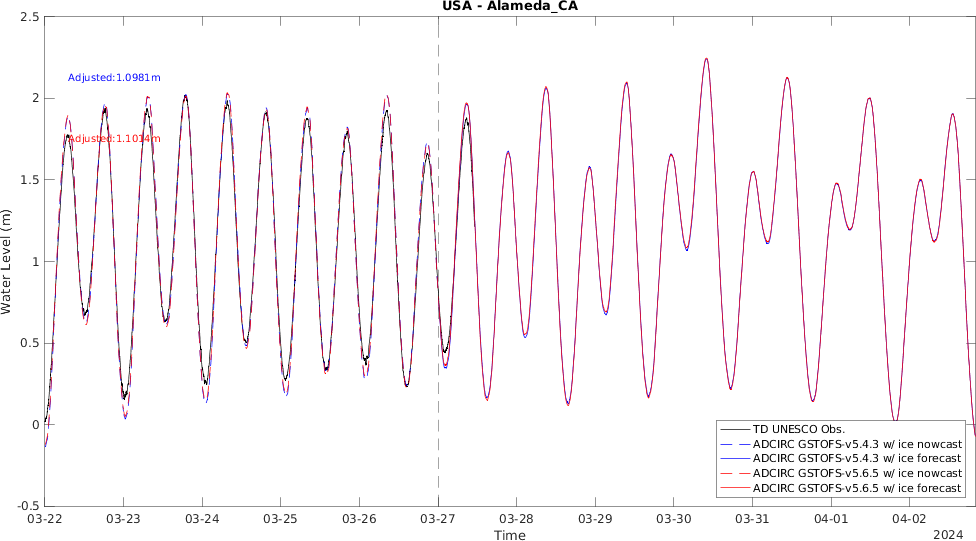 USA - Alameda_CA
2.5
2
1.5
1
0.5
0
-0.5
Water Level (m)
Adjusted:1.0981m
Adjusted:1.1014m
TD UNESCO Obs.
ADCIRC GSTOFS-v5.4.3 w/ ice nowcast
ADCIRC GSTOFS-v5.4.3 w/ ice forecast
ADCIRC GSTOFS-v5.6.5 w/ ice nowcast
ADCIRC GSTOFS-v5.6.5 w/ ice forecast
03-22 03-23 03-24 03-25 03-26 03-27 03-28 03-29 03-30 03-31 04-01 04-02
Time
2024